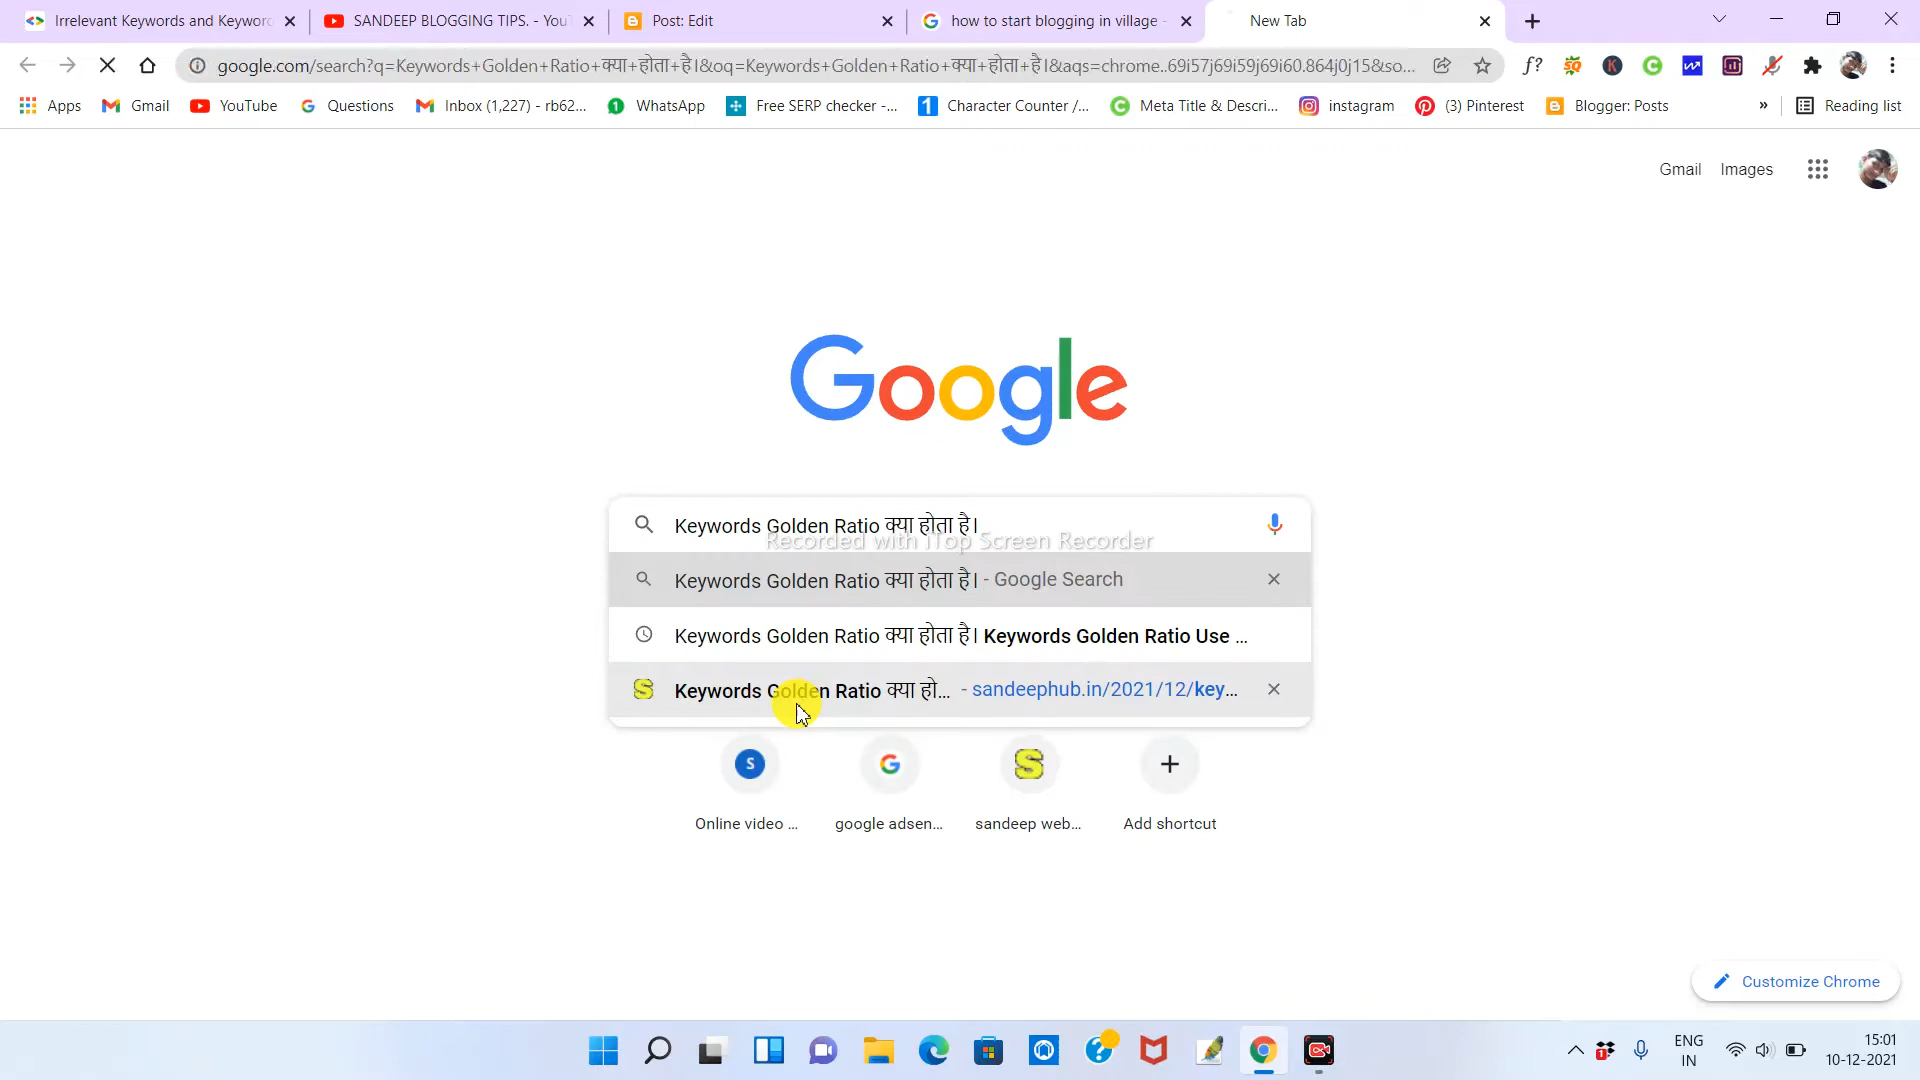 Irrelevant Keywords and Keywor
SANDEEP BLOGGING TIPS. - You
Post: Edit
how to start blogging in village -
New Tab
google.com/search?q=Keywords+Golden+Ratio+क्या+होता+है।&oq=Keywords+Golden+Ratio+क्या+होता+है।&aqs=chrome..69i57j69i59j69i60.864j0j15&so...
f?
Apps
Gmail
YouTube
Questions
Inbox (1,227) - rb62...
WhatsApp
Free SERP checker -...
Character Counter /...
Meta Title & Descri...
instagram
(3) Pinterest
Blogger: Posts
»
Reading list
Gmail
Images
Google
Keywords Golden Ratio क्या होता है।
Recorded with iTop Screen Recorder
Keywords Golden Ratio क्या होता है। - Google Search
Keywords Golden Ratio क्या होता है। Keywords Golden Ratio Use ...
Keywords Golden Ratio क्या हो... - sandeephub.in/2021/12/key...
S
Online video ...
google adsen...
sandeep web...
Add shortcut
Customize Chrome
ENG
IN
15:01
10-12-2021